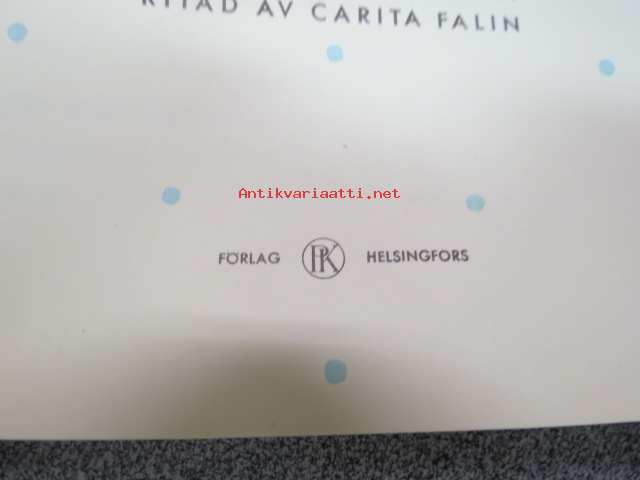 RITAD AV CARITA FALIN
Antikvariaatti.net
FÖRLAG PK HELSINGFORS